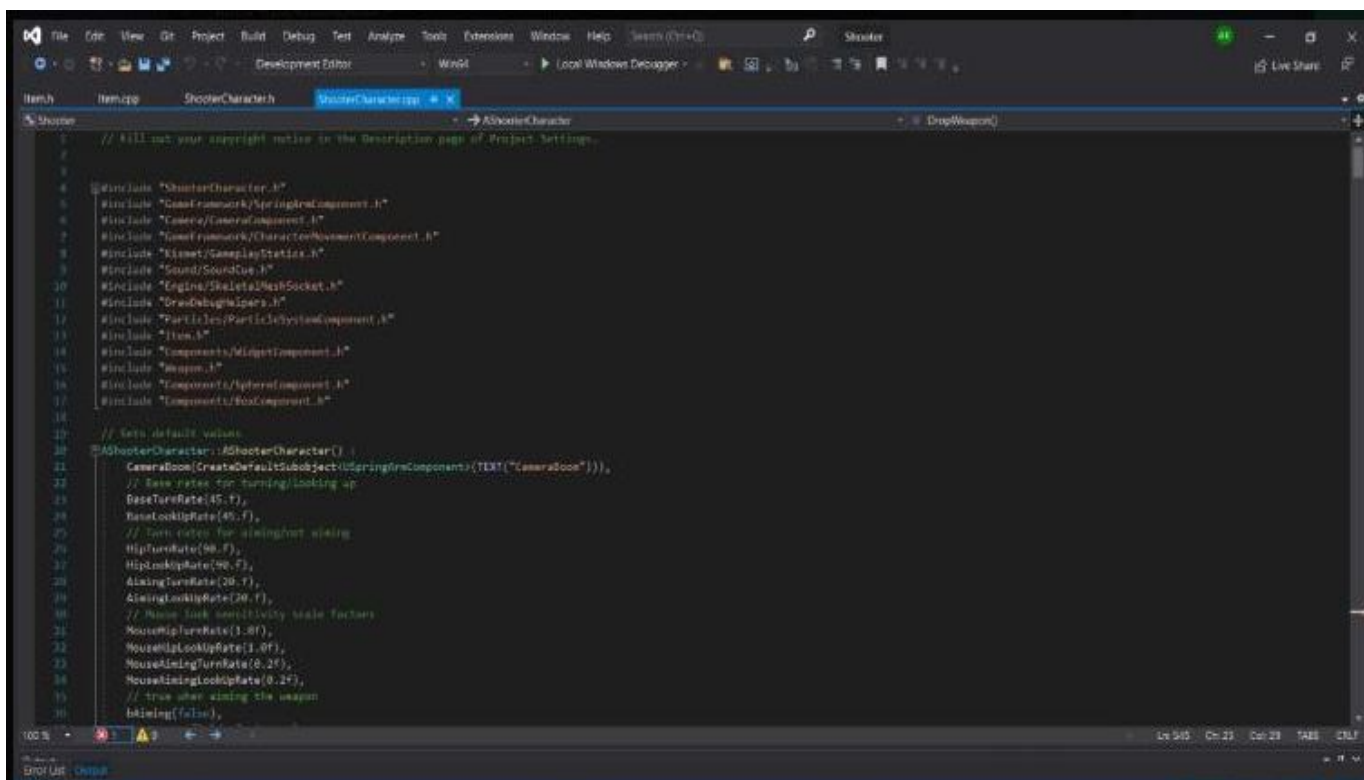 File Edit View Git Project Build Debug Test Analyze Tools Extensions Window Help Search (Ctrl+Q) Shooter
Development Editor Win64 Local Windows Debugger Live Share
Item.h Item.cpp ShooterCharacter.h ShooterCharacter.cpp
Shooter AShooterCharacter DropWeapon()
1 // Fill out your copyright notice in the Description page of Project Settings.
2
3
4 #include "ShooterCharacter.h"
5 #include "GameFramework/SpringArmComponent.h"
6 #include "Camera/CameraComponent.h"
7 #include "GameFramework/CharacterMovementComponent.h"
8 #include "Kismet/GameplayStatics.h"
9 #include "Sound/SoundCue.h"
10 #include "Engine/SkeletalMeshSocket.h"
11 #include "DrawDebugHelpers.h"
12 #include "Particles/ParticleSystemComponent.h"
13 #include "Item.h"
14 #include "Components/WidgetComponent.h"
15 #include "Weapon.h"
16 #include "Components/SphereComponent.h"
17 #include "Components/BoxComponent.h"
18
19 // Sets default values
20 AShooterCharacter::AShooterCharacter() :
21 CameraBoom(CreateDefaultSubobject<USpringArmComponent>(TEXT("CameraBoom"))),
22 // Base rates for turning/looking up
23 BaseTurnRate(45.f),
24 BaseLookUpRate(45.f),
25 // Turn rates for aiming/not aiming
26 HipTurnRate(90.f),
27 HipLookUpRate(90.f),
28 AimingTurnRate(20.f),
29 AimingLookUpRate(20.f),
30 // Mouse look sensitivity scale factors
31 MouseHipTurnRate(1.0f),
32 MouseHipLookUpRate(1.0f),
33 MouseAimingTurnRate(0.2f),
34 MouseAimingLookUpRate(0.2f),
35 // true when aiming the weapon
36 bAiming(false),
100 % Ln: 545 Ch: 23 Col: 29 TABS CRLF
Error List Output